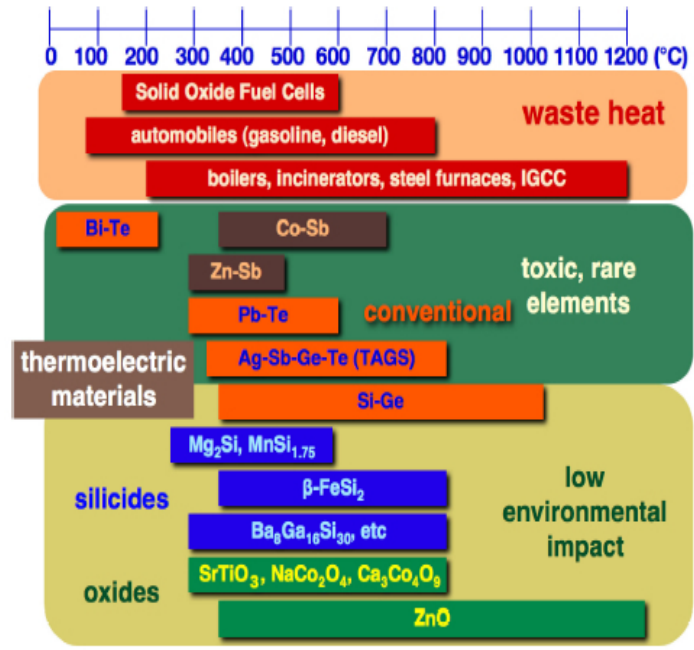 0 100 200 300 400 500 600 700 800 900 1000 1100 1200 (°C)
Solid Oxide Fuel Cells
waste heat
automobiles (gasoline, diesel)
boilers, incinerators, steel furnaces, IGCC
Bi-Te
Co-Sb
Zn-Sb
toxic, rare
elements
Pb-Te
conventional
thermoelectric
materials
Ag-Sb-Ge-Te (TAGS)
Si-Ge
Mg₂Si, MnSi₁.₇₅
silicides
β-FeSi₂
low
environmental
impact
Ba₈Ga₁₆Si₃₀, etc
oxides
SrTiO₃, NaCo₂O₄, Ca₃Co₄O₉
ZnO